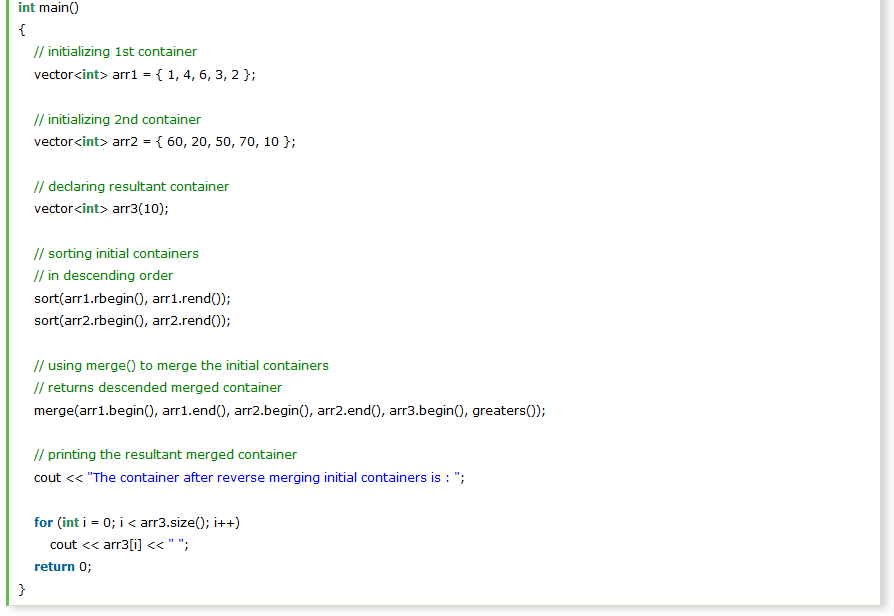 int main()
{
// initializing 1st container
vector<int> arr1 = { 1, 4, 6, 3, 2 };
// initializing 2nd container
vector<int> arr2 = { 60, 20, 50, 70, 10 };
// declaring resultant container
vector<int> arr3(10);
// sorting initial containers
// in descending order
sort(arr1.rbegin(), arr1.rend());
sort(arr2.rbegin(), arr2.rend());
// using merge() to merge the initial containers
// returns descended merged container
merge(arr1.begin(), arr1.end(), arr2.begin(), arr2.end(), arr3.begin(), greaters());
// printing the resultant merged container
cout << "The container after reverse merging initial containers is : ";
for (int i = 0; i < arr3.size(); i++)
cout << arr3[i] << " ";
return 0;
}